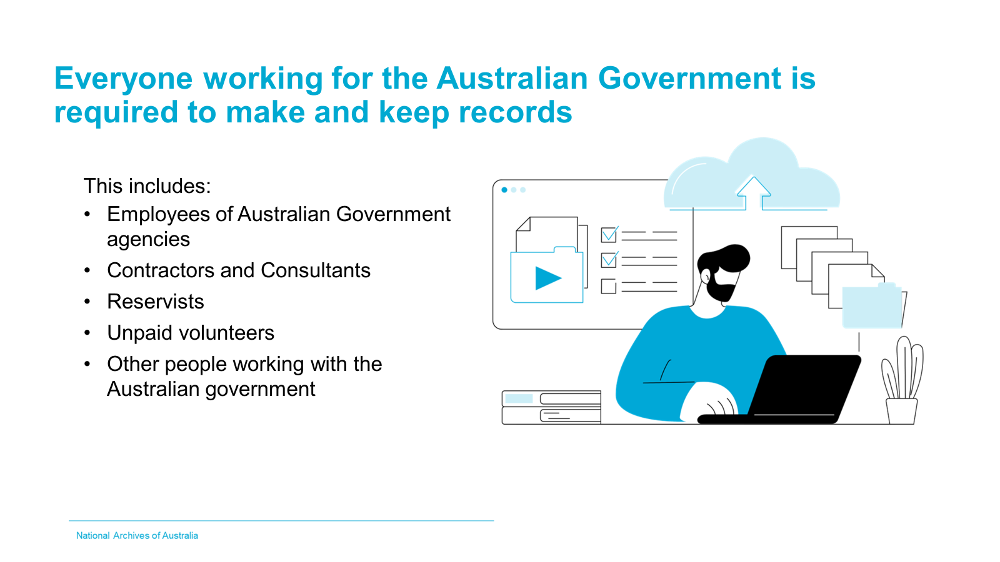 Everyone working for the Australian Government is
required to make and keep records
This includes:
• Employees of Australian Government
agencies
• Contractors and Consultants
• Reservists
• Unpaid volunteers
• Other people working with the
Australian government
National Archives of Australia